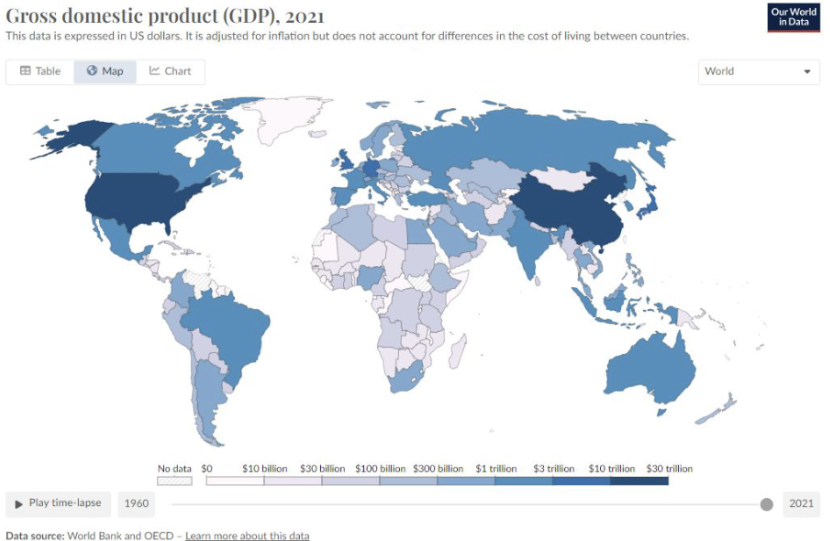 Gross domestic product (GDP), 2021
Our World
in Data
This data is expressed in US dollars. It is adjusted for inflation but does not account for differences in the cost of living between countries.
Table Map Chart World
No data $0 $10 billion $30 billion $100 billion $300 billion $1 trillion $3 trillion $10 trillion $30 trillion
Play time-lapse 1960 2021
Data source: World Bank and OECD – Learn more about this data